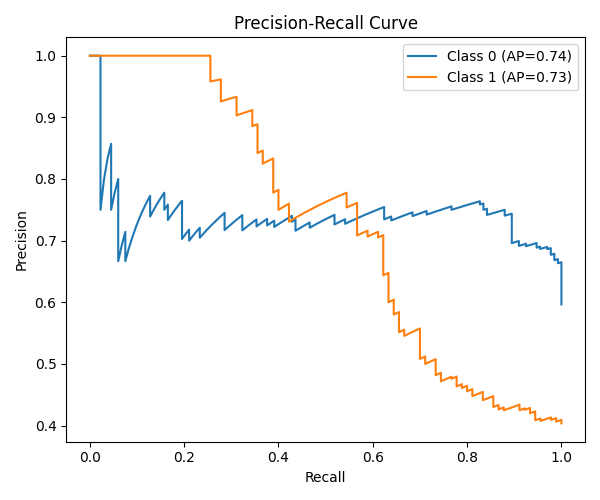 Precision-Recall Curve
Class 0 (AP=0.74)
Class 1 (AP=0.73)
1.0
0.9
0.8
0.7
0.6
0.5
0.4
Precision
0.0 0.2 0.4 0.6 0.8 1.0
Recall